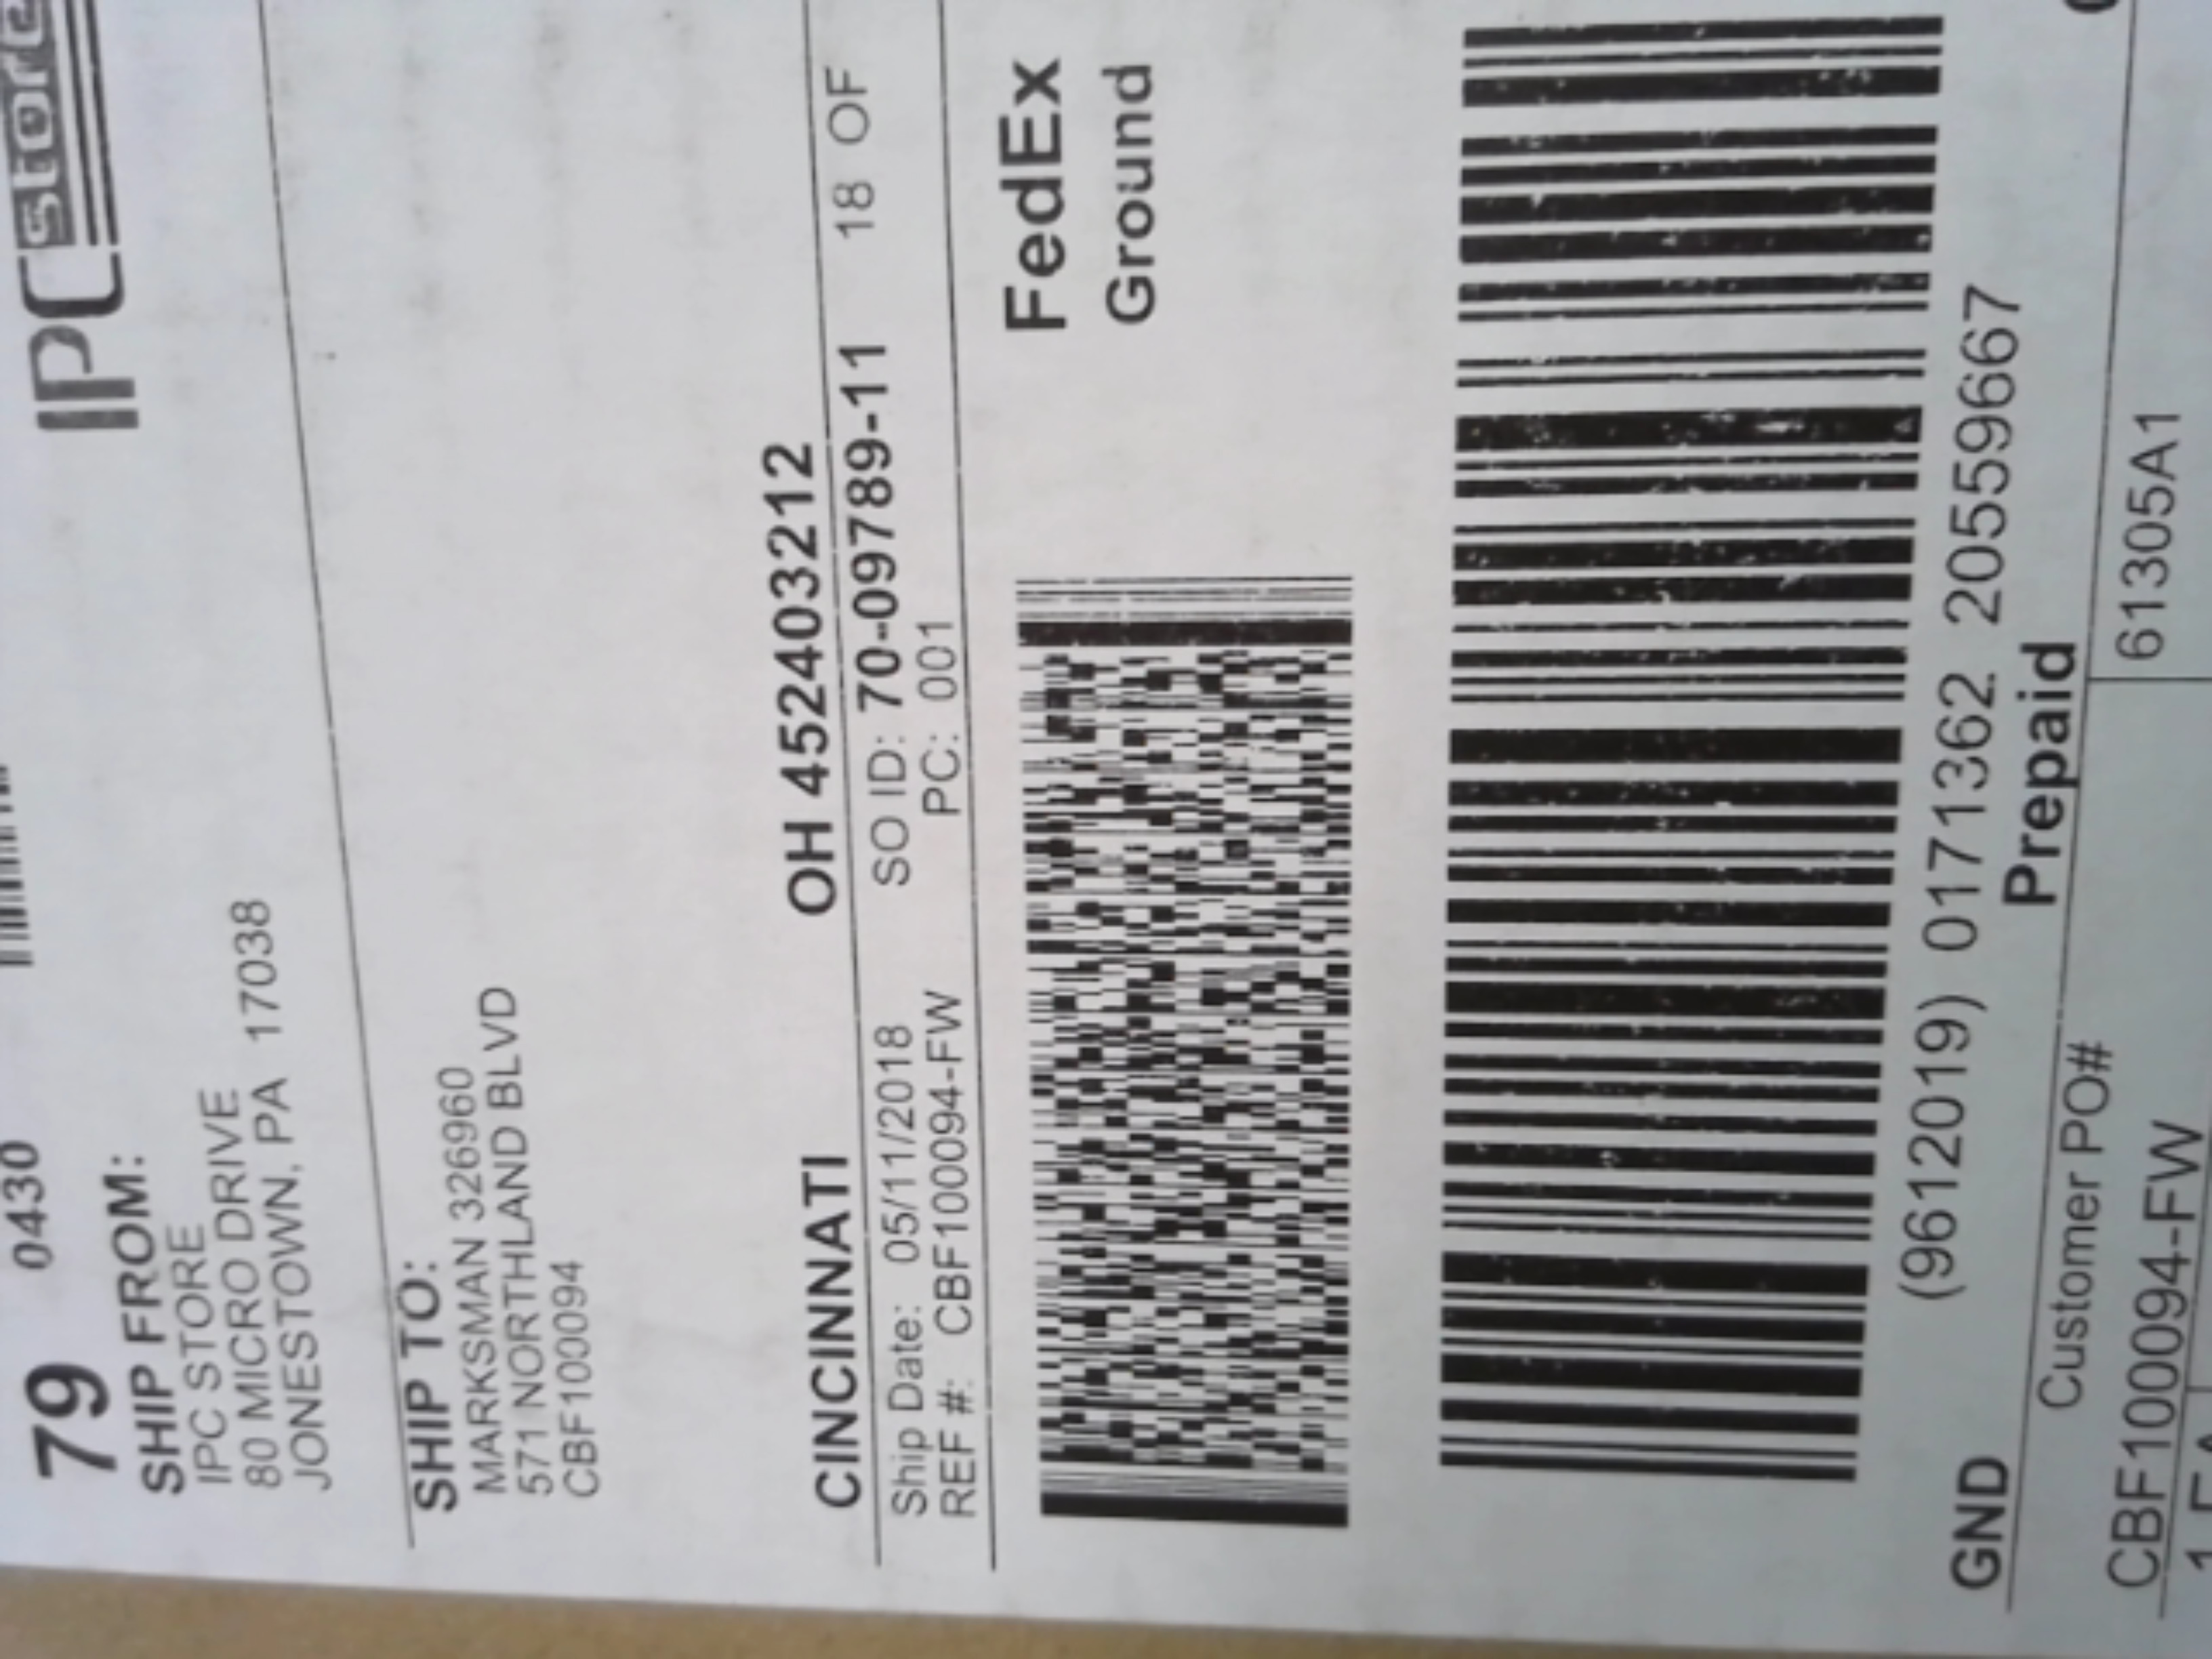 04430
79
IPC store
SHIP FROM:
IPC STORE
80 MICRO DRIVE
JONESTOWN, PA 17038
SHIP TO:
MARKSMAN 326960
571 NORTHLAND BLVD
CBF100094
CINCINNATI OH 452403212
Ship Date: 05/11/2018 SO ID: 70-09789-11 18 OF
REF #: CBF100094-FW PC: 001
FedEx
Ground
(9612019) 0171362 20559667
GND Prepaid
Customer PO#
CBF100094-FW 61305A1